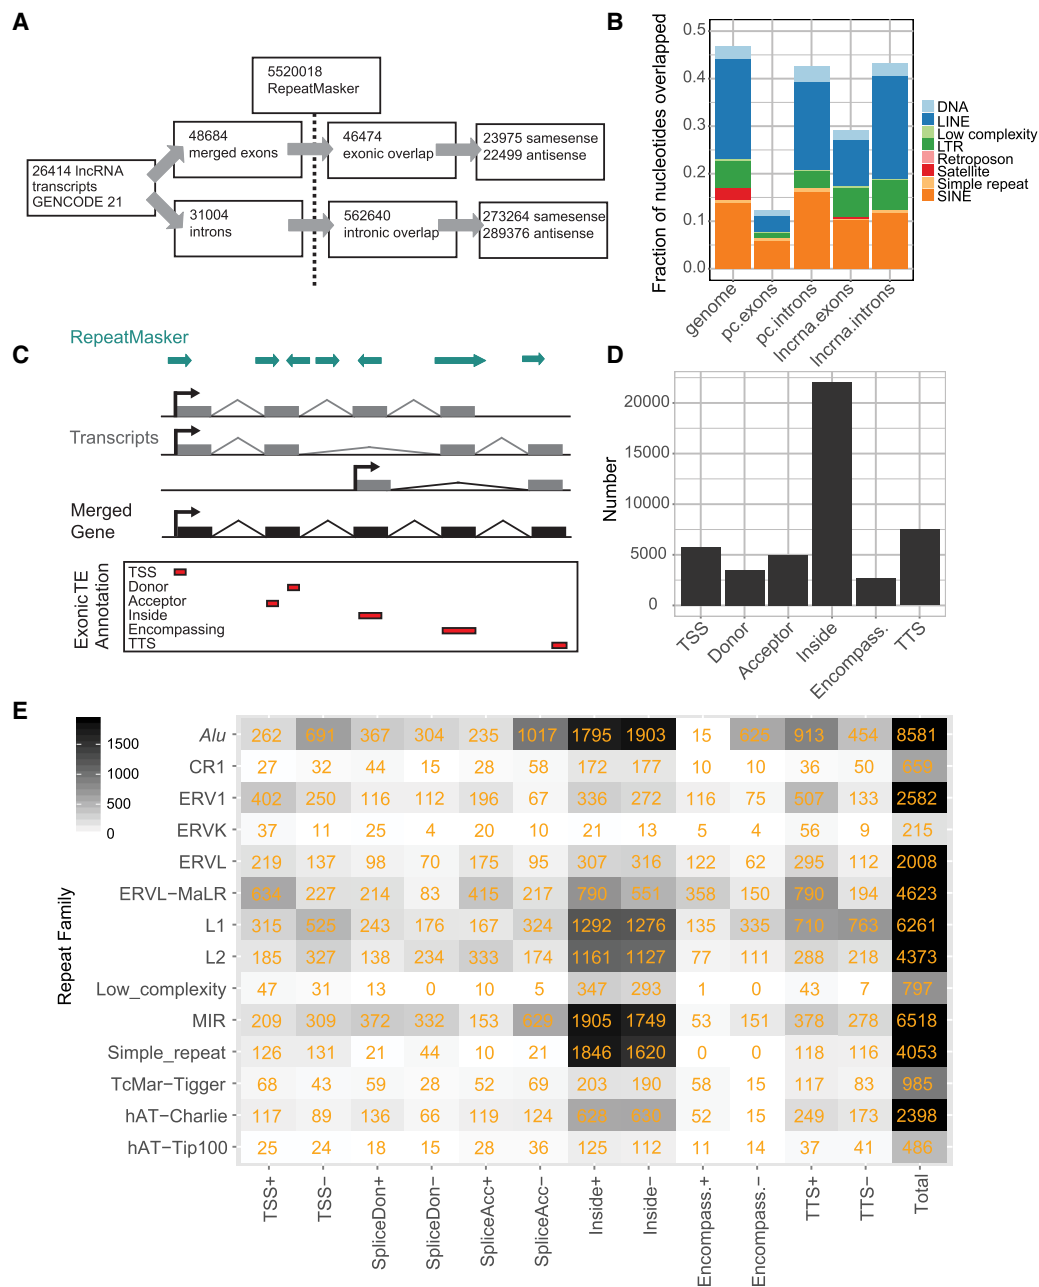 A
5520018
RepeatMasker
48684
merged exons
46474
exonic overlap
23975 samesense
22499 antisense
26414 lncRNA
transcripts
GENCODE 21
31004
introns
562640
intronic overlap
273264 samesense
289376 antisense
B
Fraction of nucleotides overlapped
0.5
0.4
0.3
0.2
0.1
0.0
genome
pc.exons
pc.introns
lncrna.exons
lncrna.introns
DNA
LINE
Low complexity
LTR
Retroposon
Satellite
Simple repeat
SINE
C
RepeatMasker
Transcripts
Merged
Gene
Exonic TE
Annotation
TSS
Donor
Acceptor
Inside
Encompassing
TTS
D
Number
20000
15000
10000
5000
0
TSS
Donor
Acceptor
Inside
Encompass.
TTS
E
1500
1000
500
0
Repeat Family
Alu 262 691 367 304 235 1017 1795 1903 15 625 913 454 8581
CR1 27 32 44 15 28 58 172 177 10 10 36 50 659
ERV1 402 250 116 112 196 67 336 272 116 75 507 133 2582
ERVK 37 11 25 4 20 10 21 13 5 4 56 9 215
ERVL 219 137 98 70 175 95 307 316 122 62 295 112 2008
ERVL−MaLR 634 227 214 83 415 217 790 551 358 150 790 194 4623
L1 315 525 243 176 167 324 1292 1276 135 335 710 763 6261
L2 185 327 138 234 333 174 1161 1127 77 111 288 218 4373
Low_complexity 47 31 13 0 10 5 347 293 1 0 43 7 797
MIR 209 309 372 332 153 629 1905 1749 53 151 378 278 6518
Simple_repeat 126 131 21 44 10 21 1846 1620 0 0 118 116 4053
TcMar−Tigger 68 43 59 28 52 69 203 190 58 15 117 83 985
hAT−Charlie 117 89 136 66 119 124 628 630 52 15 249 173 2398
hAT−Tip100 25 24 18 15 28 36 125 112 11 14 37 41 486
TSS+
TSS−
SpliceDon+
SpliceDon−
SpliceAcc+
SpliceAcc−
Inside+
Inside−
Encompass.+
Encompass.−
TTS+
TTS−
Total